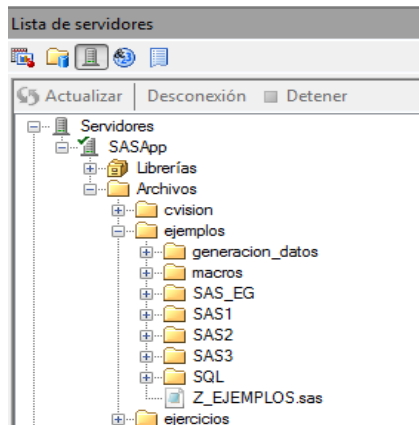 Lista de servidores
Actualizar Desconexión Detener
Servidores
SASApp
Librerías
Archivos
cvision
ejemplos
generacion_datos
macros
SAS_EG
SAS1
SAS2
SAS3
SQL
Z_EJEMPLOS.sas
ejercicios